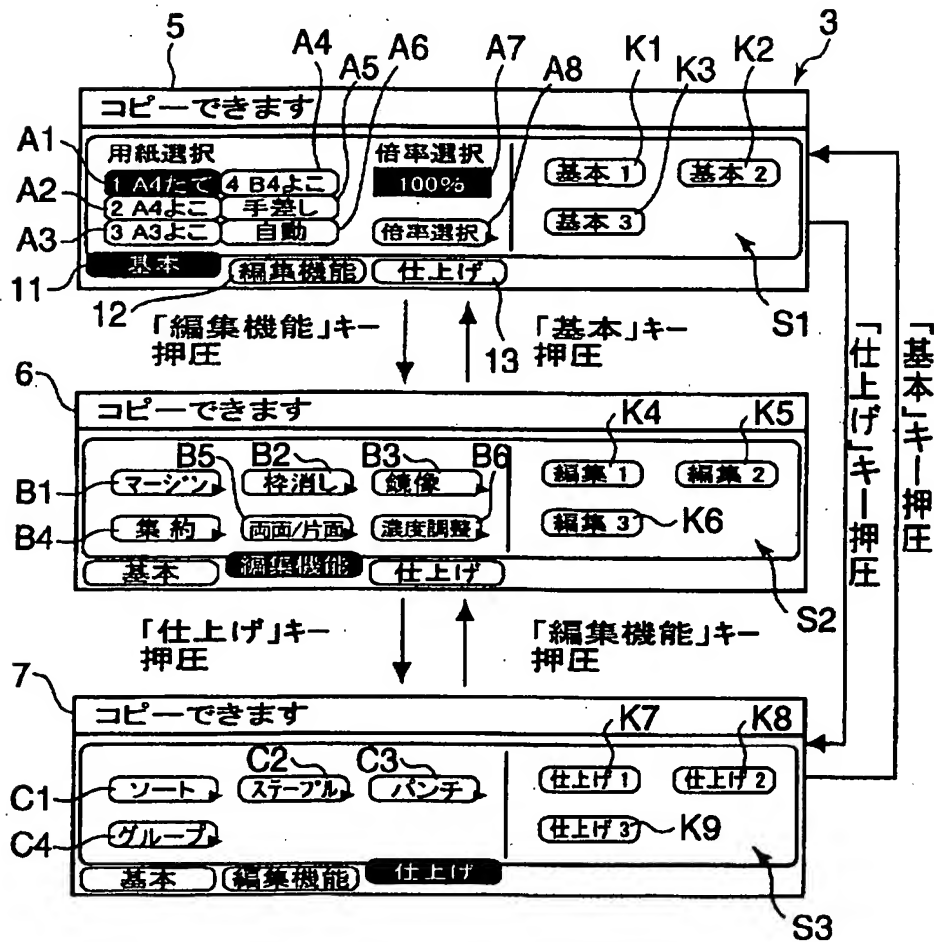 5 A4 A5 A6 A7 A8 K1 K3 K2 3
コピーできます
A1 用紙選択 倍率選択
1 A4たて 4 B4よこ 100% 基本 1 基本 2
A2 2 A4よこ 手差し
A3 3 A3よこ 自動 倍率選択 基本 3
11 基本 編集機能 仕上げ
12 13 S1
「編集機能」キー押圧 「基本」キー押圧
「仕上げ」キー押圧 「基本」キー押圧
6 コピーできます K4 K5
B5 B2 B3 B6
B1 マージン 枠消し 鏡像 編集 1 編集 2
B4 集約 両面/片面 濃度調整 編集 3 K6
基本 編集機能 仕上げ S2
「仕上げ」キー押圧 「編集機能」キー押圧
7 コピーできます K7 K8
C2 C3
C1 ソート ステープル パンチ 仕上げ 1 仕上げ 2
C4 グループ 仕上げ 3 K9
基本 編集機能 仕上げ S3